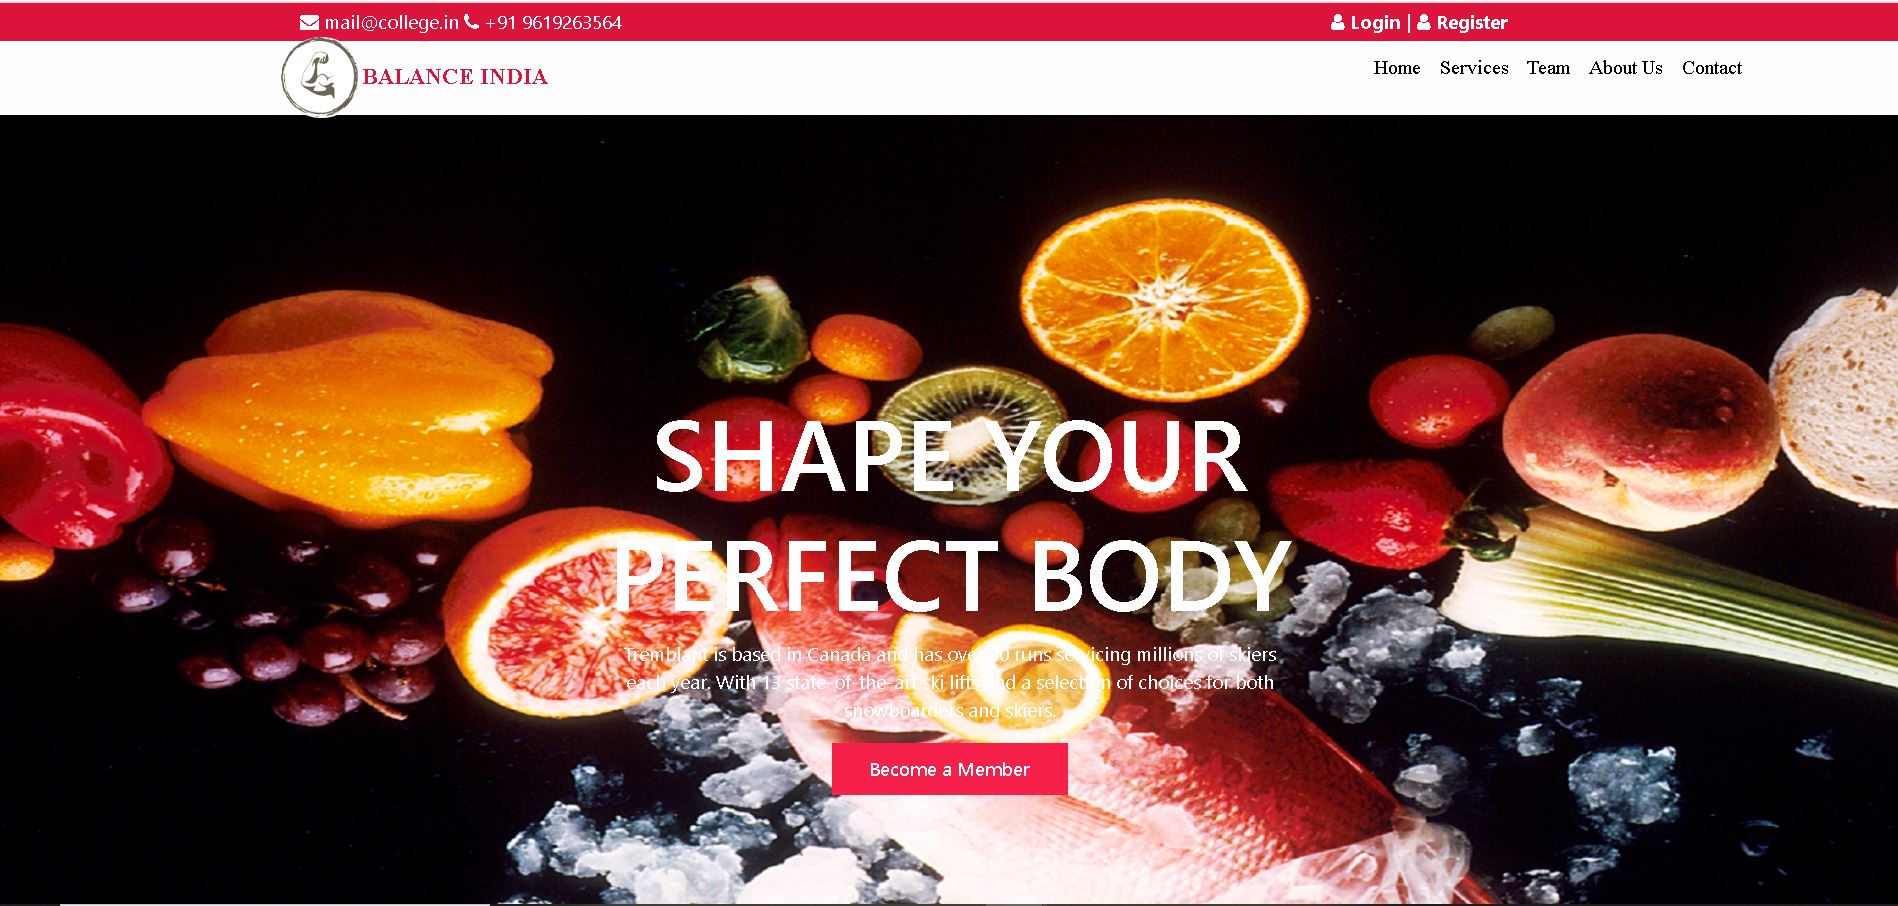 mail@college.in +91 9619263564
Login | Register
BALANCE INDIA
Home Services Team About Us Contact
SHAPE YOUR
PERFECT BODY
Tremblant is based in Canada and has over 90 runs servicing millions of skiers
each year. With 13 state-of-the-art ski lifts and a selection of choices for both
snowboarders and skiers.
Become a Member